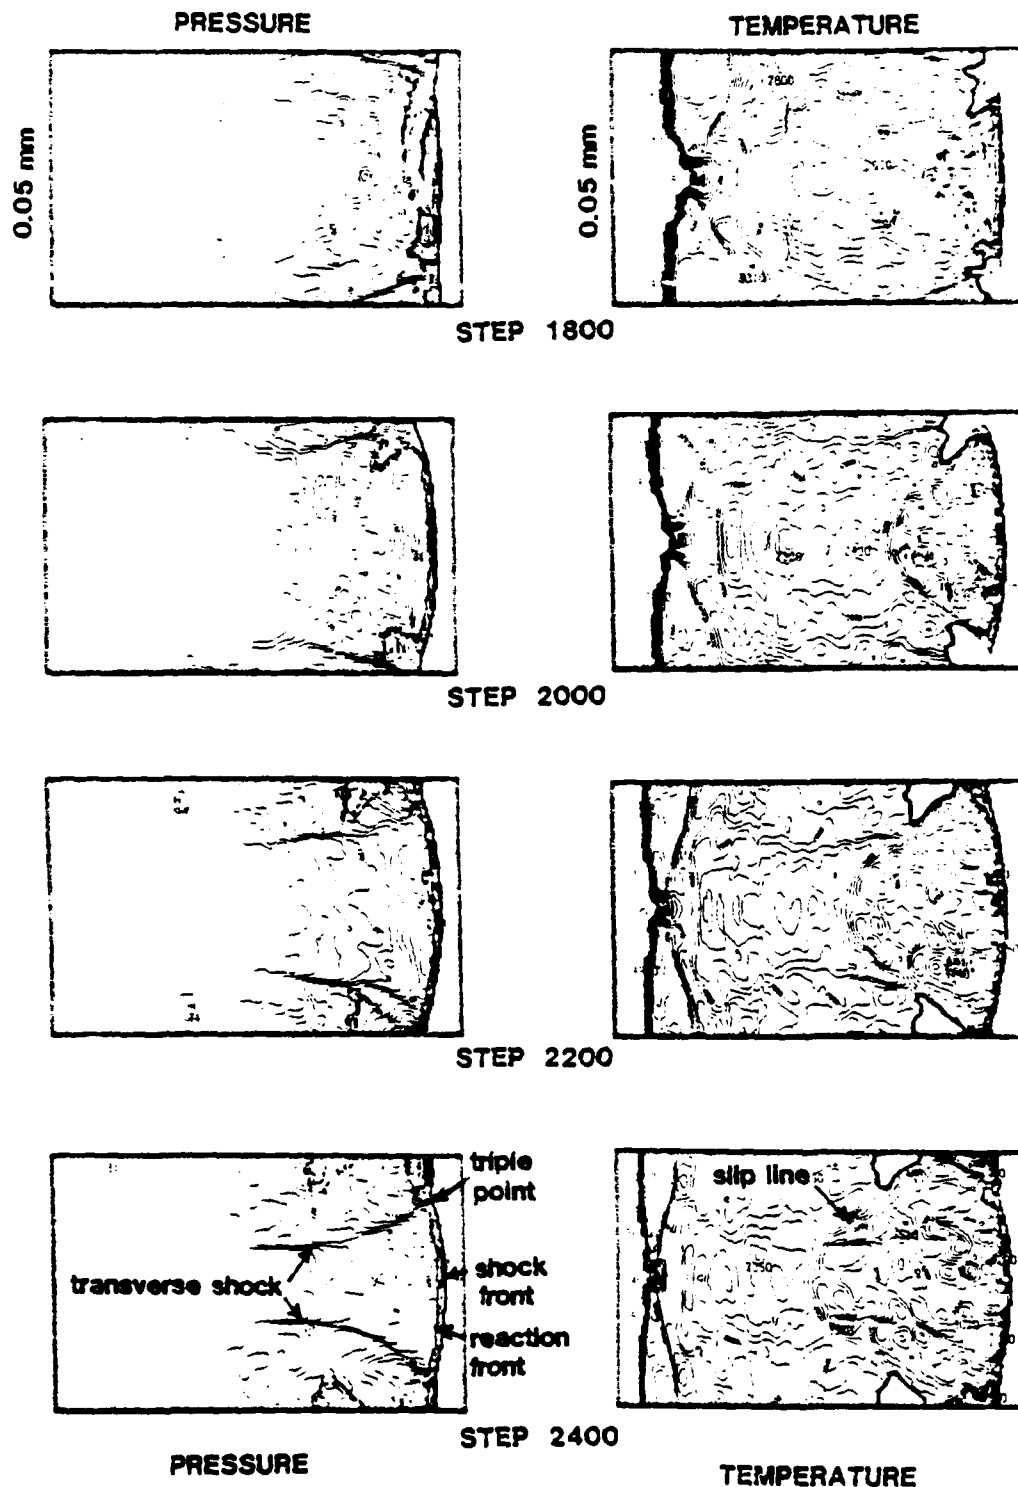 PRESSURE
TEMPERATURE
0.05 mm
0.05 mm
2800
STEP 1800
STEP 2000
STEP 2200
triple
point
slip line
transverse shock
shock
front
reaction
front
STEP 2400
PRESSURE
TEMPERATURE